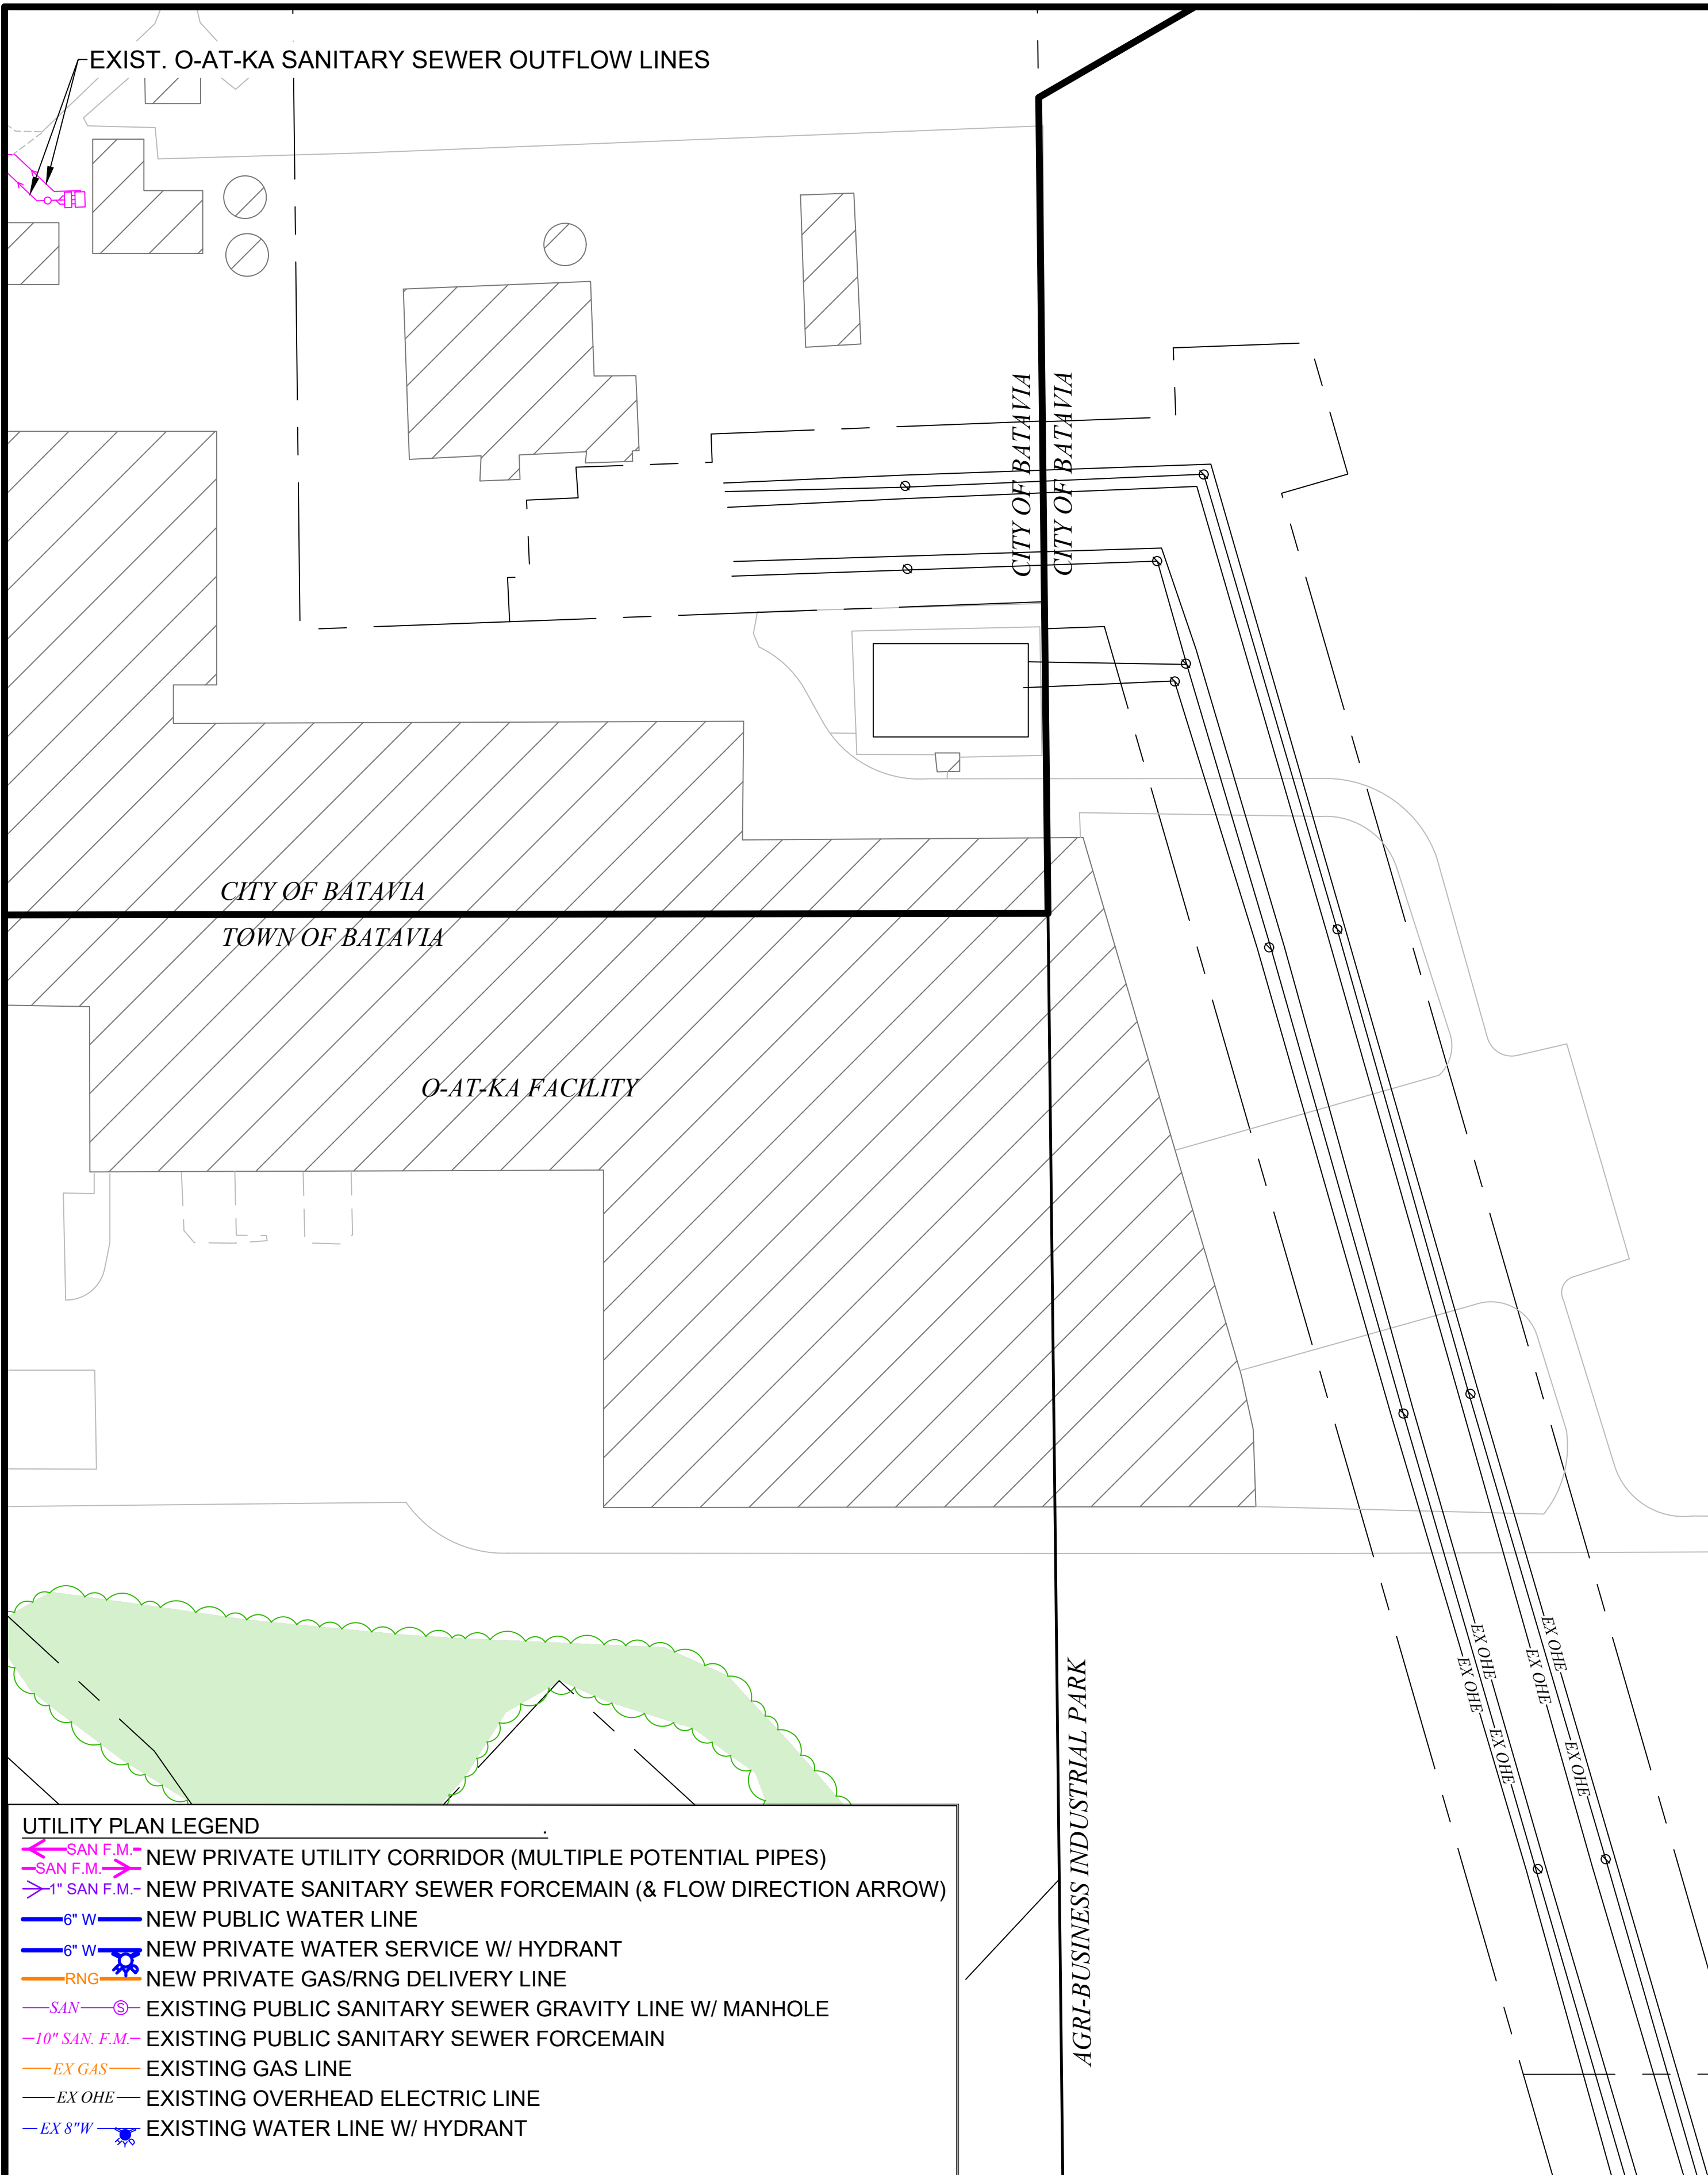 EXIST. O-AT-KA SANITARY SEWER OUTFLOW LINES
CITY OF BATAVIA
CITY OF BATAVIA
CITY OF BATAVIA
TOWN OF BATAVIA
O-AT-KA FACILITY
AGRI-BUSINESS INDUSTRIAL PARK
EX OHE
EX OHE
EX OHE
EX OHE
EX OHE
EX OHE
UTILITY PLAN LEGEND .
SAN F.M.
SAN F.M.
NEW PRIVATE UTILITY CORRIDOR (MULTIPLE POTENTIAL PIPES)
1" SAN F.M. NEW PRIVATE SANITARY SEWER FORCEMAIN (& FLOW DIRECTION ARROW)
6" W NEW PUBLIC WATER LINE
6" W NEW PRIVATE WATER SERVICE W/ HYDRANT
RNG NEW PRIVATE GAS/RNG DELIVERY LINE
SAN S EXISTING PUBLIC SANITARY SEWER GRAVITY LINE W/ MANHOLE
10" SAN. F.M. EXISTING PUBLIC SANITARY SEWER FORCEMAIN
EX GAS EXISTING GAS LINE
EX OHE EXISTING OVERHEAD ELECTRIC LINE
EX 8"W EXISTING WATER LINE W/ HYDRANT